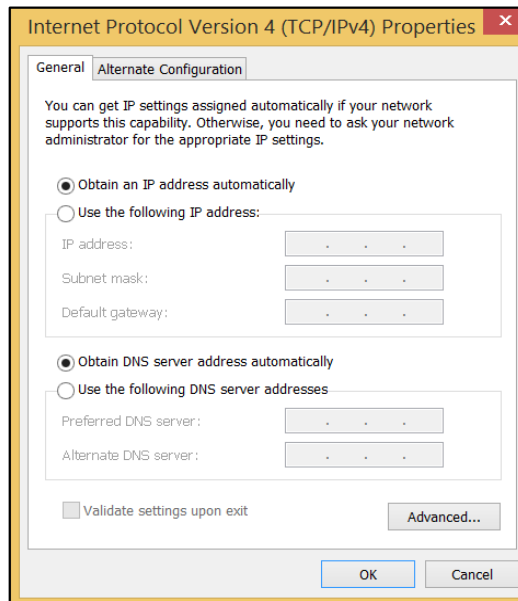 Internet Protocol Version 4 (TCP/IPv4) Properties
General
Alternate Configuration
You can get IP settings assigned automatically if your network
supports this capability. Otherwise, you need to ask your network
administrator for the appropriate IP settings.
Obtain an IP address automatically
Use the following IP address:
IP address:
Subnet mask:
Default gateway:
Obtain DNS server address automatically
Use the following DNS server addresses
Preferred DNS server:
Alternate DNS server:
Validate settings upon exit
Advanced...
OK
Cancel